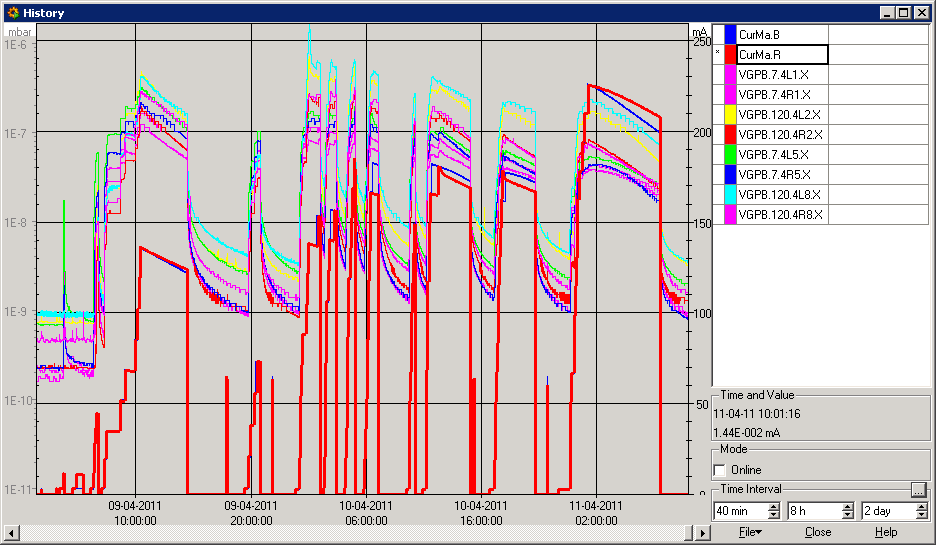 History
mbar
1E-6
1E-7
1E-8
1E-9
1E-10
1E-11
mA
250
200
150
100
50
0
09-04-2011
10:00:00
09-04-2011
20:00:00
10-04-2011
06:00:00
10-04-2011
16:00:00
11-04-2011
02:00:00
CurMa.B
* CurMa.R
VGPB.7.4L1.X
VGPB.7.4R1.X
VGPB.120.4L2.X
VGPB.120.4R2.X
VGPB.7.4L5.X
VGPB.7.4R5.X
VGPB.120.4L8.X
VGPB.120.4R8.X
Time and Value
11-04-11 10:01:16
1.44E-002 mA
Mode
Online
Time Interval
...
40 min 8 h 2 day
File Close Help